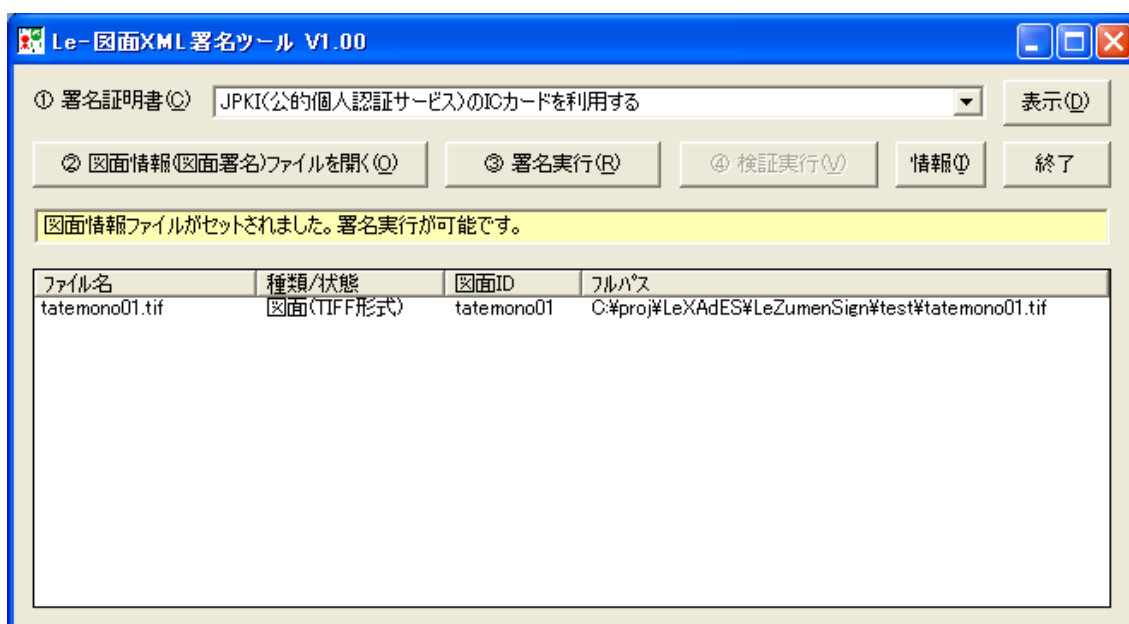 Le-図面XML署名ツール V1.00
① 署名証明書(C) JPKI(公的個人認証サービス)のICカードを利用する 表示(D)
② 図面情報(図面署名)ファイルを開く(O) ③ 署名実行(R) ④ 検証実行(V) 情報(I) 終了
図面情報ファイルがセットされました。署名実行が可能です。
ファイル名 種類/状態 図面ID フルパス
tatemono01.tif 図面(TIFF形式) tatemono01 C:¥proj¥LeXAdES¥LeZumenSign¥test¥tatemono01.tif